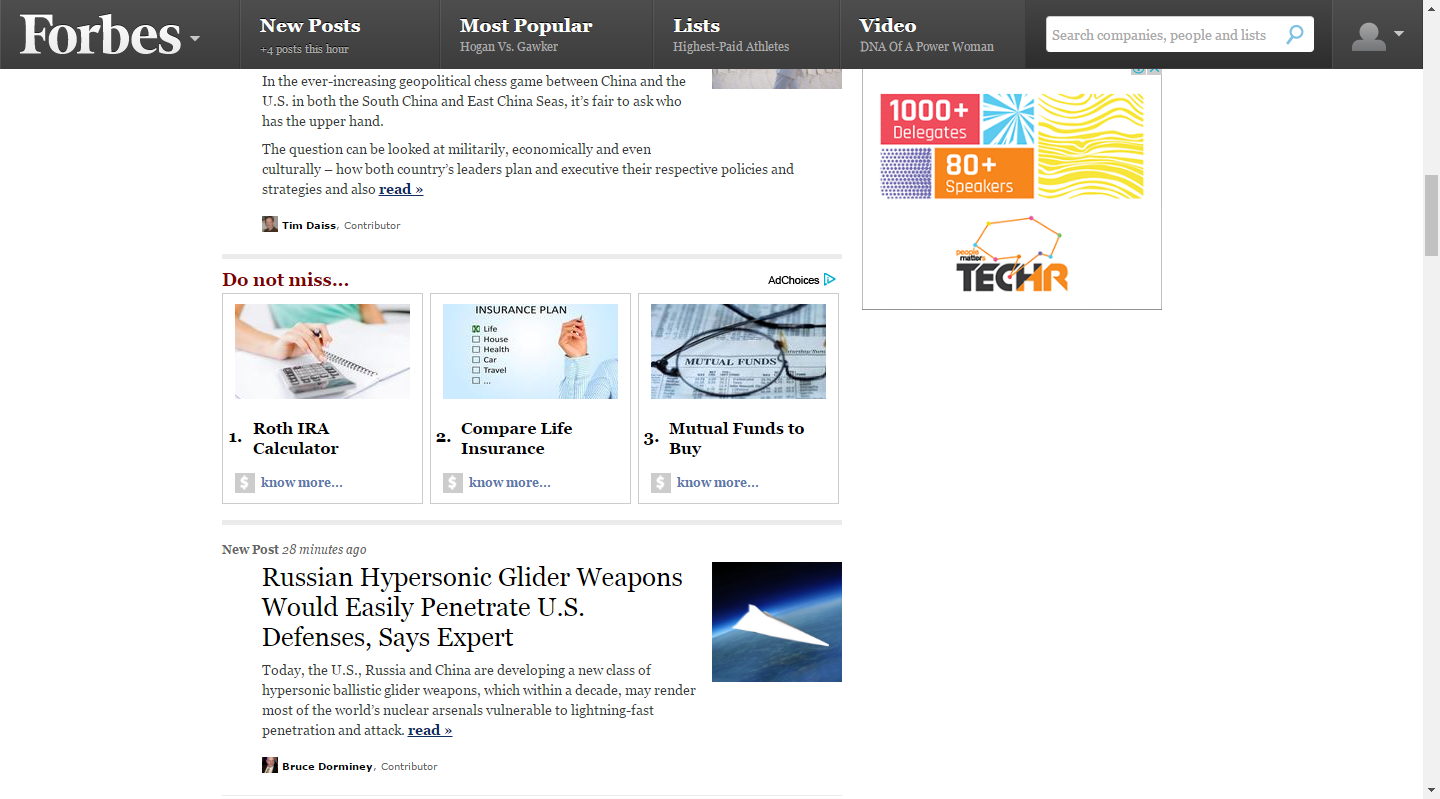 Forbes
New Posts
+4 posts this hour
Most Popular
Hogan Vs. Gawker
Lists
Highest-Paid Athletes
Video
DNA Of A Power Woman
Search companies, people and lists
In the ever-increasing geopolitical chess game between China and the
U.S. in both the South China and East China Seas, it's fair to ask who
has the upper hand.
The question can be looked at militarily, economically and even
culturally – how both country's leaders plan and executive their respective policies and
strategies and also read »
Tim Daiss, Contributor
1000+
Delegates
80+
Speakers
people
matters
TECHR
Do not miss...
AdChoices
INSURANCE PLAN
Life
House
Health
Car
Travel
...
MUTUAL FUNDS
1. Roth IRA
Calculator
$ know more...
2. Compare Life
Insurance
$ know more...
3. Mutual Funds to
Buy
$ know more...
New Post 28 minutes ago
Russian Hypersonic Glider Weapons
Would Easily Penetrate U.S.
Defenses, Says Expert
Today, the U.S., Russia and China are developing a new class of
hypersonic ballistic glider weapons, which within a decade, may render
most of the world's nuclear arsenals vulnerable to lightning-fast
penetration and attack. read »
Bruce Dorminey, Contributor